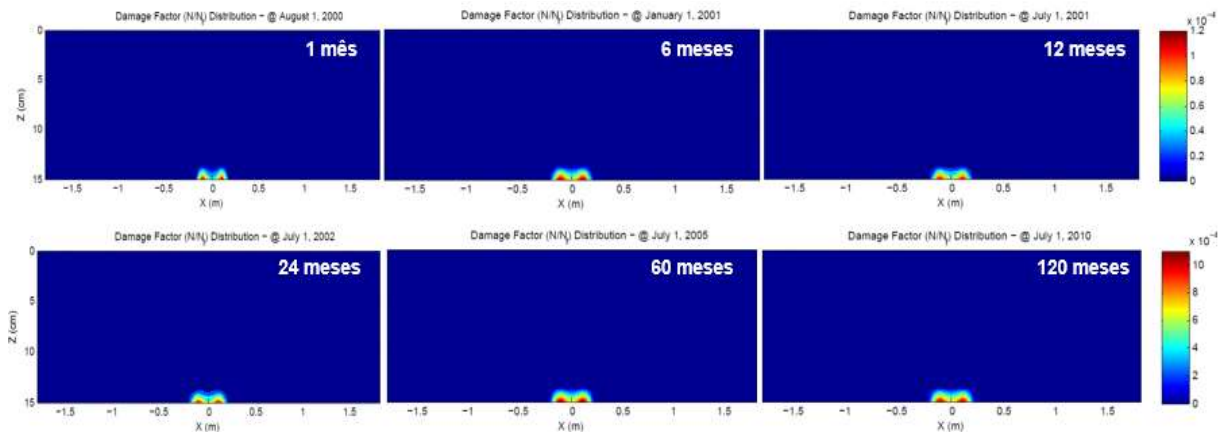 Damage Factor (N/Nf) Distribution - @ August 1, 2000
Damage Factor (N/Nf) Distribution - @ January 1, 2001
Damage Factor (N/Nf) Distribution - @ July 1, 2001
1 mês
6 meses
12 meses
x 10⁻⁴
1.2
1
0.8
0.6
0.4
0.2
0
Z (cm)
0
5
10
15
-1.5 -1 -0.5 0 0.5 1 1.5
-1.5 -1 -0.5 0 0.5 1 1.5
-1.5 -1 -0.5 0 0.5 1 1.5
X (m)
X (m)
X (m)
Damage Factor (N/Nf) Distribution - @ July 1, 2002
Damage Factor (N/Nf) Distribution - @ July 1, 2005
Damage Factor (N/Nf) Distribution - @ July 1, 2010
24 meses
60 meses
120 meses
x 10⁻⁴
10
8
6
4
2
0
Z (cm)
0
5
10
15
-1.5 -1 -0.5 0 0.5 1 1.5
-1.5 -1 -0.5 0 0.5 1 1.5
-1.5 -1 -0.5 0 0.5 1 1.5
X (m)
X (m)
X (m)